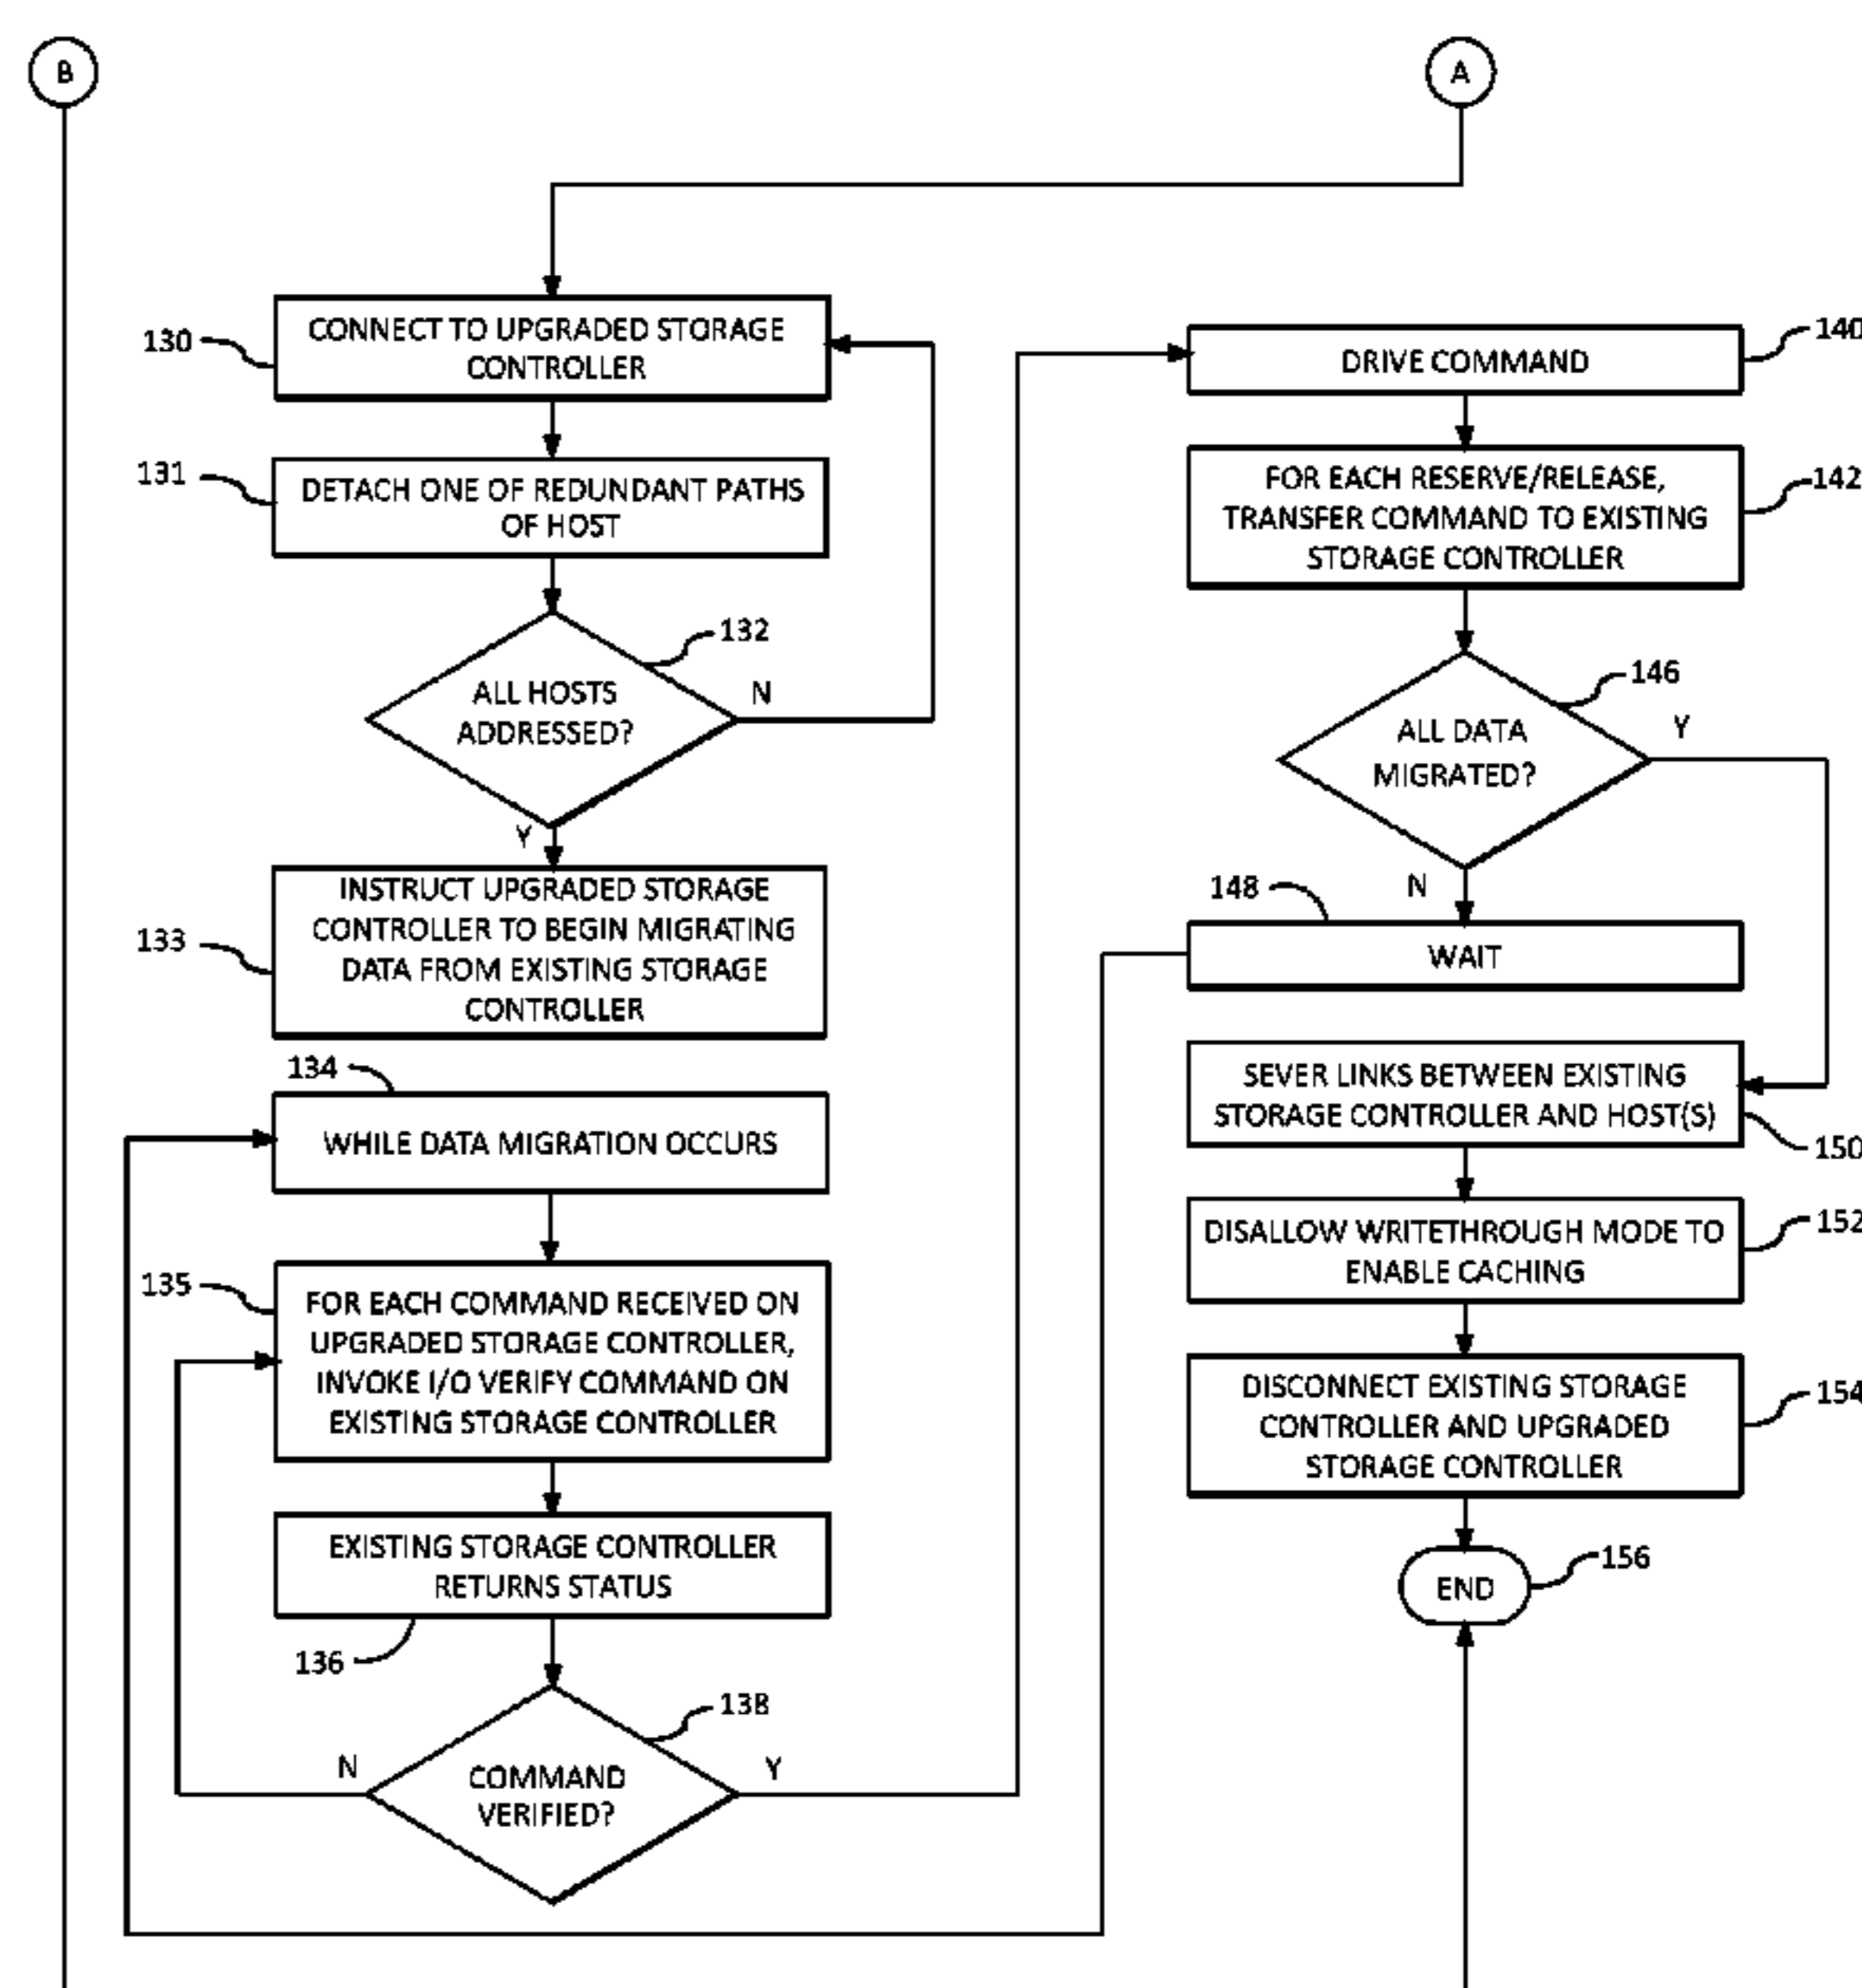 B
A
130
CONNECT TO UPGRADED STORAGE
CONTROLLER
131
DETACH ONE OF REDUNDANT PATHS
OF HOST
132
ALL HOSTS
ADDRESSED?
N
Y
133
INSTRUCT UPGRADED STORAGE
CONTROLLER TO BEGIN MIGRATING
DATA FROM EXISTING STORAGE
CONTROLLER
134
WHILE DATA MIGRATION OCCURS
135
FOR EACH COMMAND RECEIVED ON
UPGRADED STORAGE CONTROLLER,
INVOKE I/O VERIFY COMMAND ON
EXISTING STORAGE CONTROLLER
EXISTING STORAGE CONTROLLER
RETURNS STATUS
136
138
COMMAND
VERIFIED?
N
Y
140
DRIVE COMMAND
142
FOR EACH RESERVE/RELEASE,
TRANSFER COMMAND TO EXISTING
STORAGE CONTROLLER
146
ALL DATA
MIGRATED?
Y
N
148
WAIT
SEVER LINKS BETWEEN EXISTING
STORAGE CONTROLLER AND HOST(S)
150
DISALLOW WRITETHROUGH MODE TO
ENABLE CACHING
152
DISCONNECT EXISTING STORAGE
CONTROLLER AND UPGRADED
STORAGE CONTROLLER
154
END
156